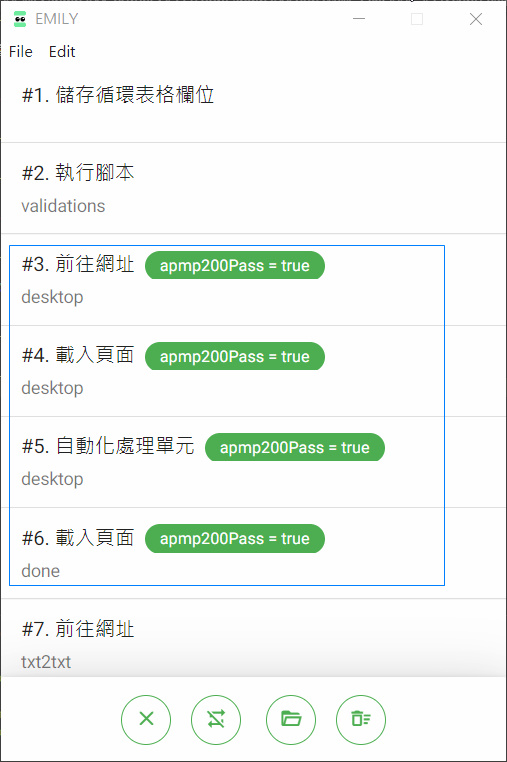 EMILY
File Edit
#1. 儲存循環表格欄位
#2. 執行腳本
validations
#3. 前往網址 apmp200Pass = true
desktop
#4. 載入頁面 apmp200Pass = true
desktop
#5. 自動化處理單元 apmp200Pass = true
desktop
#6. 載入頁面 apmp200Pass = true
done
#7. 前往網址
txt2txt